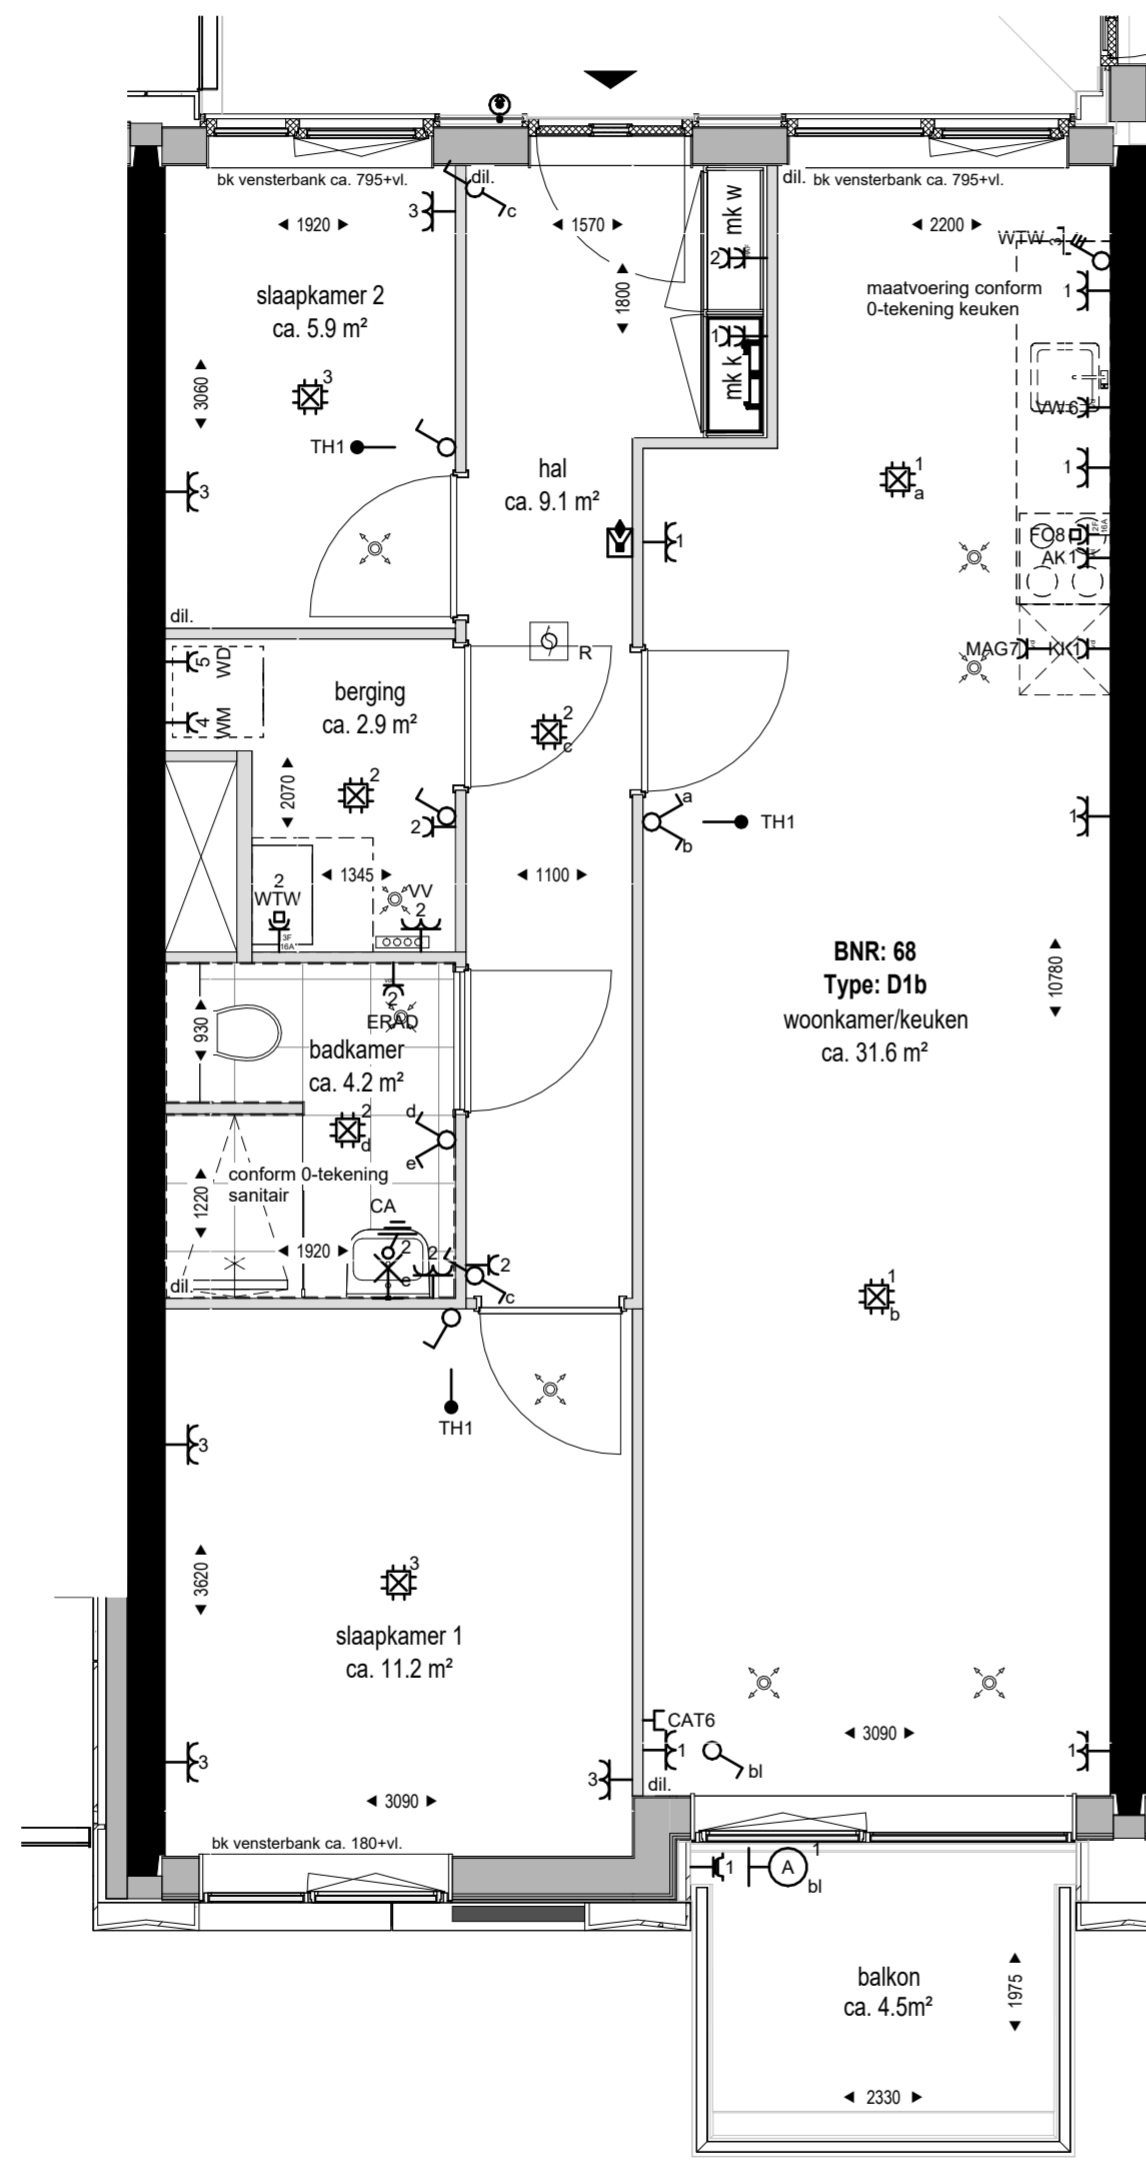 bk vensterbank ca. 795+vl.
dil.
dil.
bk vensterbank ca. 795+vl.
3
c
1920
1570
1800
2
mk w
2200
WTW
3
1
maatvoering conform
0-tekening keuken
slaapkamer 2
ca. 5.9 m²
3060
3
TH1
1
mk k
VW6
1
hal
ca. 9.1 m²
1
a
3
1
FO8
2F
16A
AK1
dil.
R
MAG7
KK1
5
WD
4
WM
berging
ca. 2.9 m²
2
c
2070
2
2
a
b
TH1
1
1345
1100
2
WTW
3F
16A
VV
2
BNR: 68
Type: D1b
woonkamer/keuken
ca. 31.6 m²
10780
930
2
ERAD
badkamer
ca. 4.2 m²
2
d
d
e
conform 0-tekening
sanitair
1220
CA
1920
2
e
2
2
c
dil.
1
b
TH1
3
3620
3
slaapkamer 1
ca. 11.2 m²
CAT6
3090
3
3
1
bl
1
dil.
3090
bk vensterbank ca. 180+vl.
1
A
1
bl
balkon
ca. 4.5m²
1975
2330